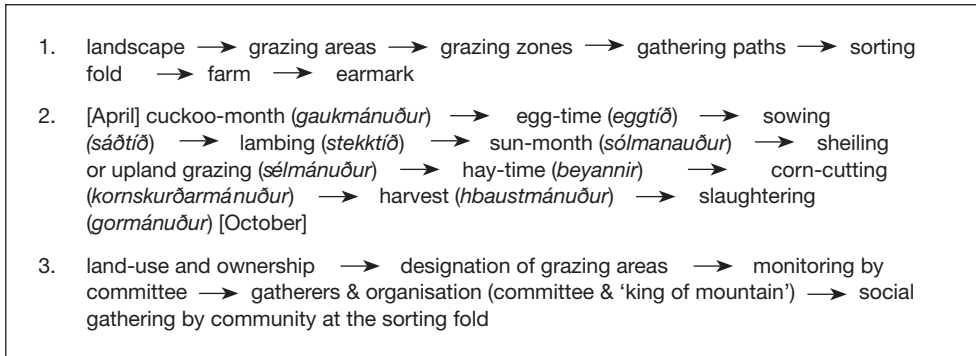 1. landscape → grazing areas → grazing zones → gathering paths → sorting
fold → farm → earmark
2. [April] cuckoo-month (gaukmánuður) → egg-time (eggtíð) → sowing
(sáðtíð) → lambing (stekktíð) → sun-month (sólmanauður) → sheiling
or upland grazing (sélmánuður) → hay-time (beyannir) → corn-cutting
(kornskurðarmánuður) → harvest (hbaustmánuður) → slaughtering
(gormánuður) [October]
3. land-use and ownership → designation of grazing areas → monitoring by
committee → gatherers & organisation (committee & ‘king of mountain’) → social
gathering by community at the sorting fold